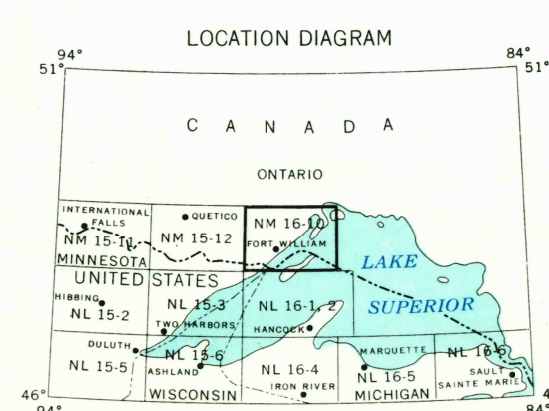 LOCATION DIAGRAM
94° 84°
51° 51°
CANADA
ONTARIO
INTERNATIONAL
FALLS
NM 15-11
QUETICO
NM 15-12
NM 16-10
FORT WILLIAM
MINNESOTA
UNITED STATES
LAKE
SUPERIOR
HIBBING
NL 15-2
NL 15-3
TWO HARBORS
NL 16-1, 2
HANCOCK
DULUTH
NL 15-5
NL 15-6
ASHLAND
WISCONSIN
NL 16-4
IRON RIVER
MARQUETTE
NL 16-5
MICHIGAN
NL 16-6
SAULT
SAINTE MARIE
46° 46°
94° 84°